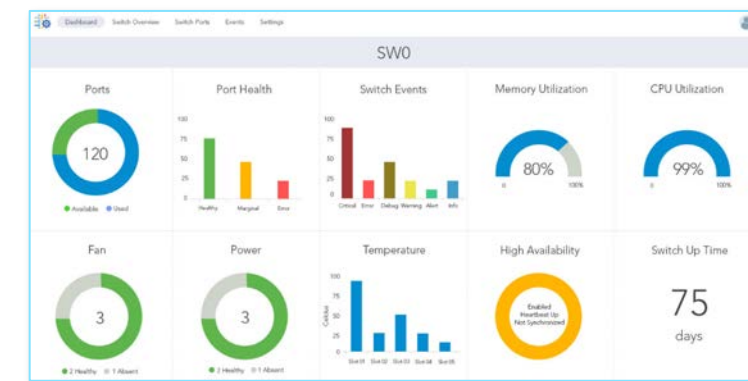 Dashboard Switch Overview Switch Ports Events Settings
SW0
Ports Port Health Switch Events Memory Utilization CPU Utilization
120
Available Used
100
75
50
25
0
Healthy Marginal Error
100
75
50
25
0
Critical Error Debug Warning Alert Info
80%
0 100%
99%
0 100%
Fan Power Temperature High Availability Switch Up Time
3
2 Healthy 1 Absent
3
2 Healthy 1 Absent
Celsius
100
75
50
25
0
Slot 01 Slot 02 Slot 03 Slot 04 Slot 05
Enabled
Heartbeat Up
Not Synchronized
75
days